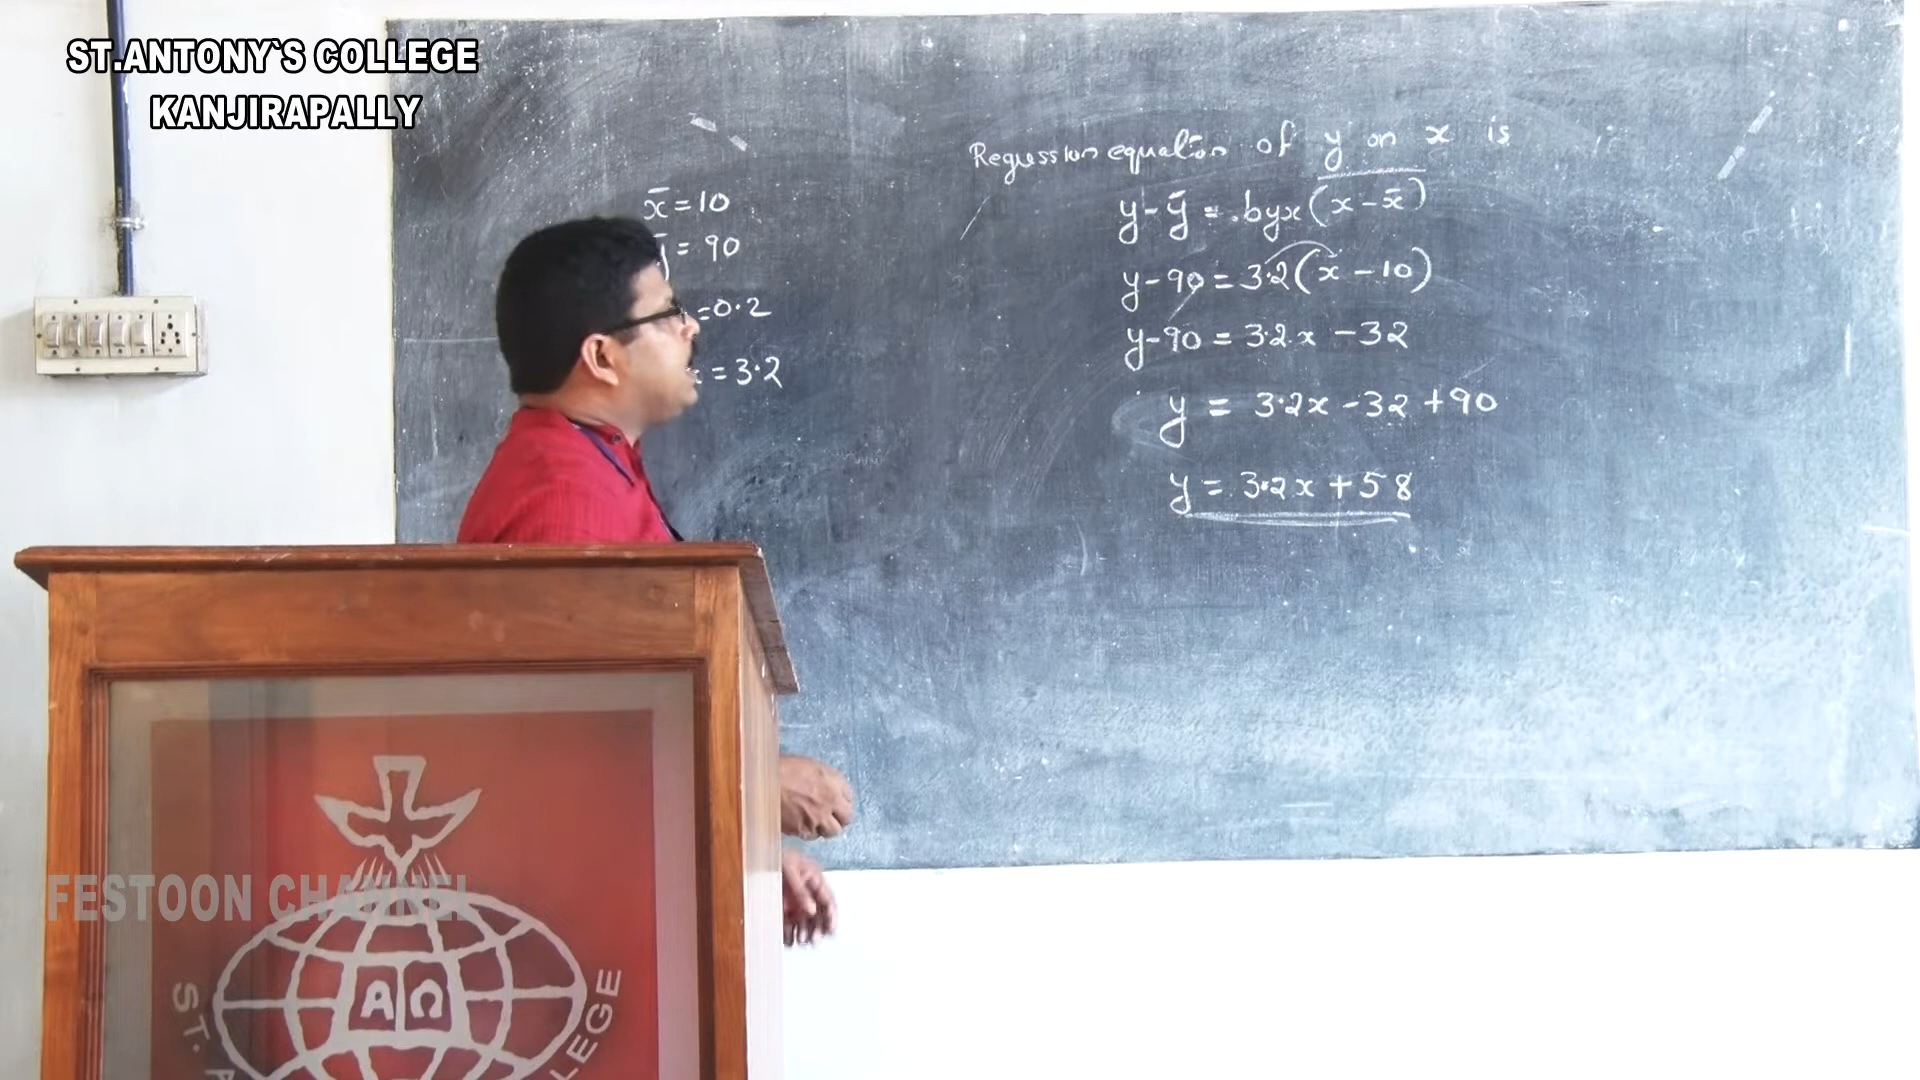 ST.ANTONY`S COLLEGE
KANJIRAPALLY
x̄ = 10
ȳ = 90
= 0.2
= 3.2
Regression equation of y on x is
y - ȳ = byx (x - x̄)
y - 90 = 3.2 (x - 10)
y - 90 = 3.2x - 32
y = 3.2x - 32 + 90
y = 3.2x + 58
FESTOON CHANNEL
Α Ω
ST.